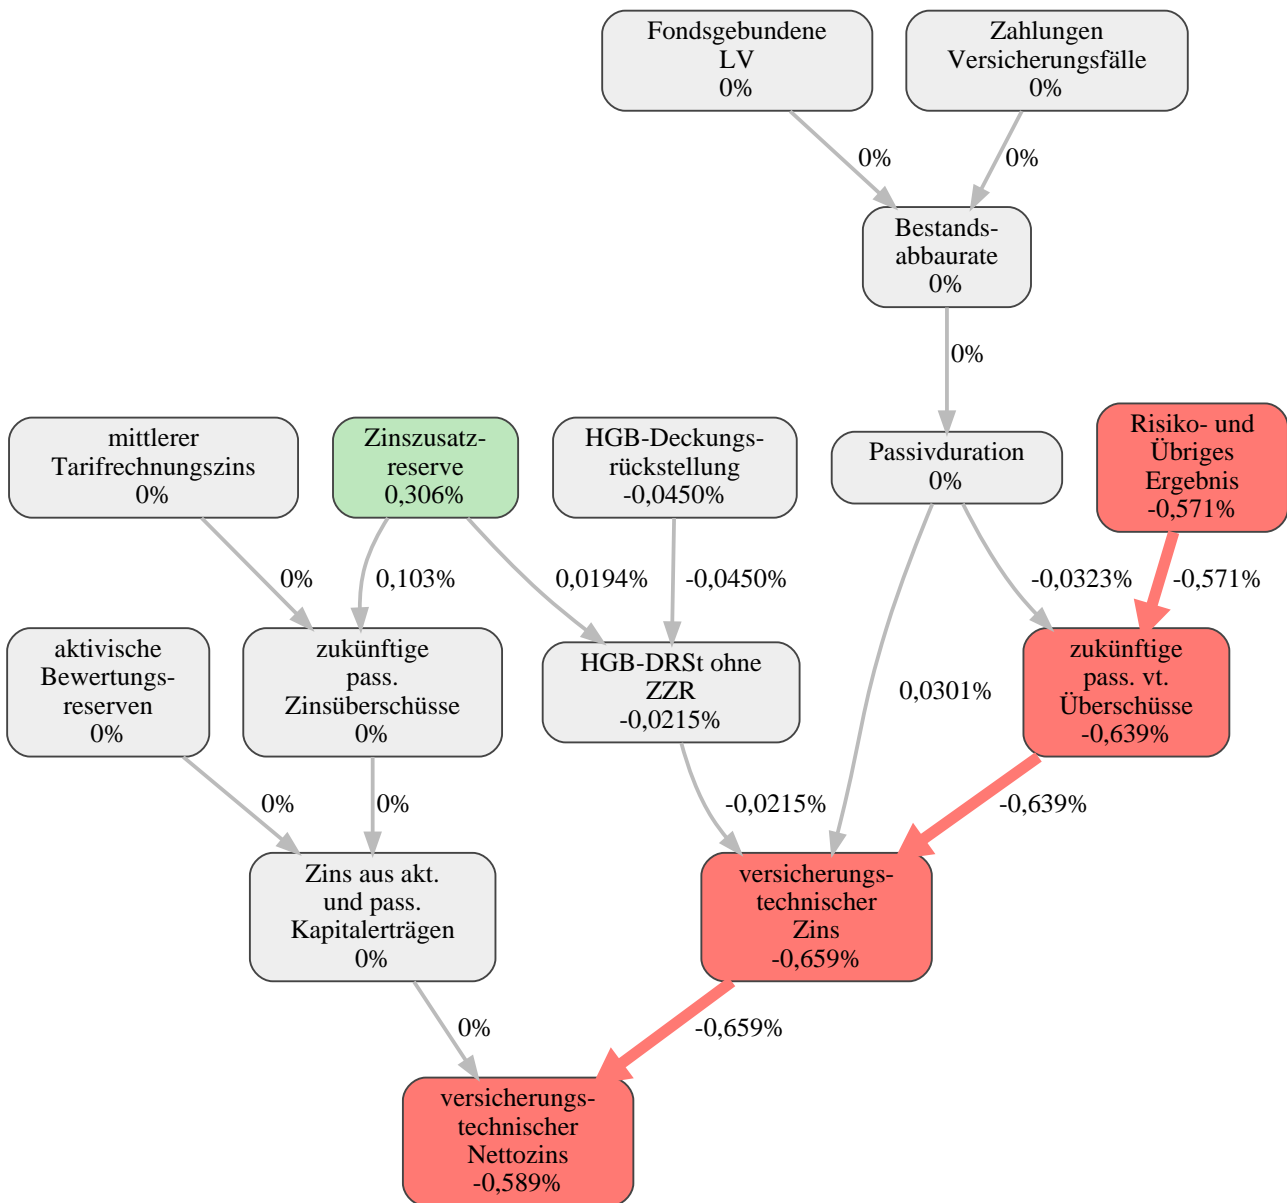 Fondsgebundene
LV
0%
Zahlungen
Versicherungsfälle
0%
0%
0%
Bestands-
abbaurate
0%
0%
mittlerer
Tarifrechnungszins
0%
Zinszusatz-
reserve
0,306%
HGB-Deckungs-
rückstellung
-0,0450%
Passivduration
0%
Risiko- und
Übriges
Ergebnis
-0,571%
0%
0,103%
0,0194%
-0,0450%
-0,0323%
-0,571%
aktivische
Bewertungs-
reserven
0%
zukünftige
pass.
Zinsüberschüsse
0%
HGB-DRSt ohne
ZZR
-0,0215%
0,0301%
zukünftige
pass. vt.
Überschüsse
-0,639%
0%
0%
-0,0215%
-0,639%
Zins aus akt.
und pass.
Kapitalerträgen
0%
versicherungs-
technischer
Zins
-0,659%
0%
-0,659%
versicherungs-
technischer
Nettozins
-0,589%